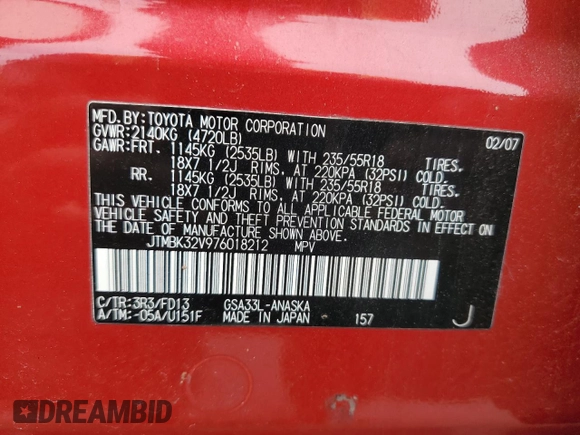 MFD.BY:TOYOTA MOTOR CORPORATION 02/07
GVWR:2140KG (4720LB)
GAWR:FRT. 1145KG (2535LB) WITH 235/55R18 TIRES.
18X7 1/2J RIMS, AT 220KPA (32PSI) COLD.
RR. 1145KG (2535LB) WITH 235/55R18 TIRES.
18X7 1/2J RIMS, AT 220KPA (32PSI) COLD.
THIS VEHICLE CONFORMS TO ALL APPLICABLE FEDERAL MOTOR
VEHICLE SAFETY AND THEFT PREVENTION STANDARDS IN EFFECT ON
THE DATE OF MANUFACTURE SHOWN ABOVE.
JTMBK32V976018212 MPV
C/TR:3R3/FD13 GSA33L-ANASKA
A/TM:-05A/U151F MADE IN JAPAN 157 J
DREAMBID